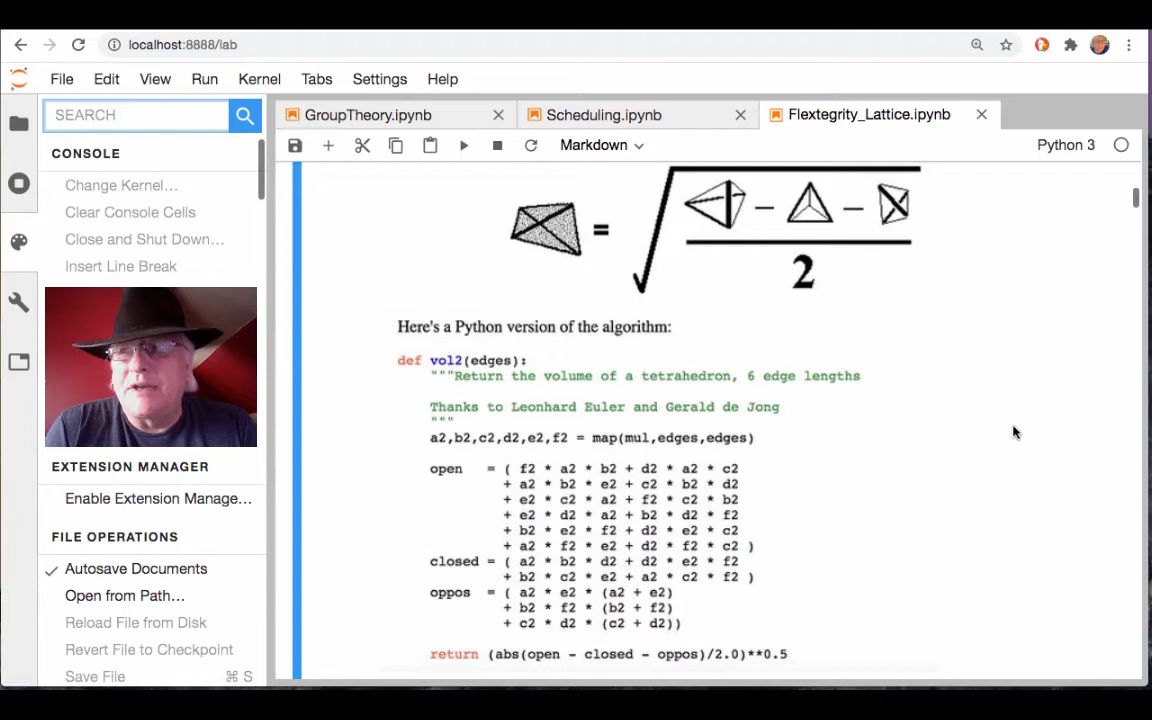 localhost:8888/lab
File Edit View Run Kernel Tabs Settings Help
SEARCH
GroupTheory.ipynb
Scheduling.ipynb
Flextegrity_Lattice.ipynb
Markdown
Python 3
CONSOLE
Change Kernel…
Clear Console Cells
Close and Shut Down…
Insert Line Break
EXTENSION MANAGER
Enable Extension Manage…
FILE OPERATIONS
Autosave Documents
Open from Path…
Reload File from Disk
Revert File to Checkpoint
Save File ⌘ S
= √ − −
2
Here's a Python version of the algorithm:
def vol2(edges):
"""Return the volume of a tetrahedron, 6 edge lengths
Thanks to Leonhard Euler and Gerald de Jong
"""
a2,b2,c2,d2,e2,f2 = map(mul,edges,edges)
open = ( f2 * a2 * b2 + d2 * a2 * c2
+ a2 * b2 * e2 + c2 * b2 * d2
+ e2 * c2 * a2 + f2 * c2 * b2
+ e2 * d2 * a2 + b2 * d2 * f2
+ b2 * e2 * f2 + d2 * e2 * c2
+ a2 * f2 * e2 + d2 * f2 * c2 )
closed = ( a2 * b2 * d2 + d2 * e2 * f2
+ b2 * c2 * e2 + a2 * c2 * f2 )
oppos = ( a2 * e2 * (a2 + e2)
+ b2 * f2 * (b2 + f2)
+ c2 * d2 * (c2 + d2))
return (abs(open - closed - oppos)/2.0)**0.5